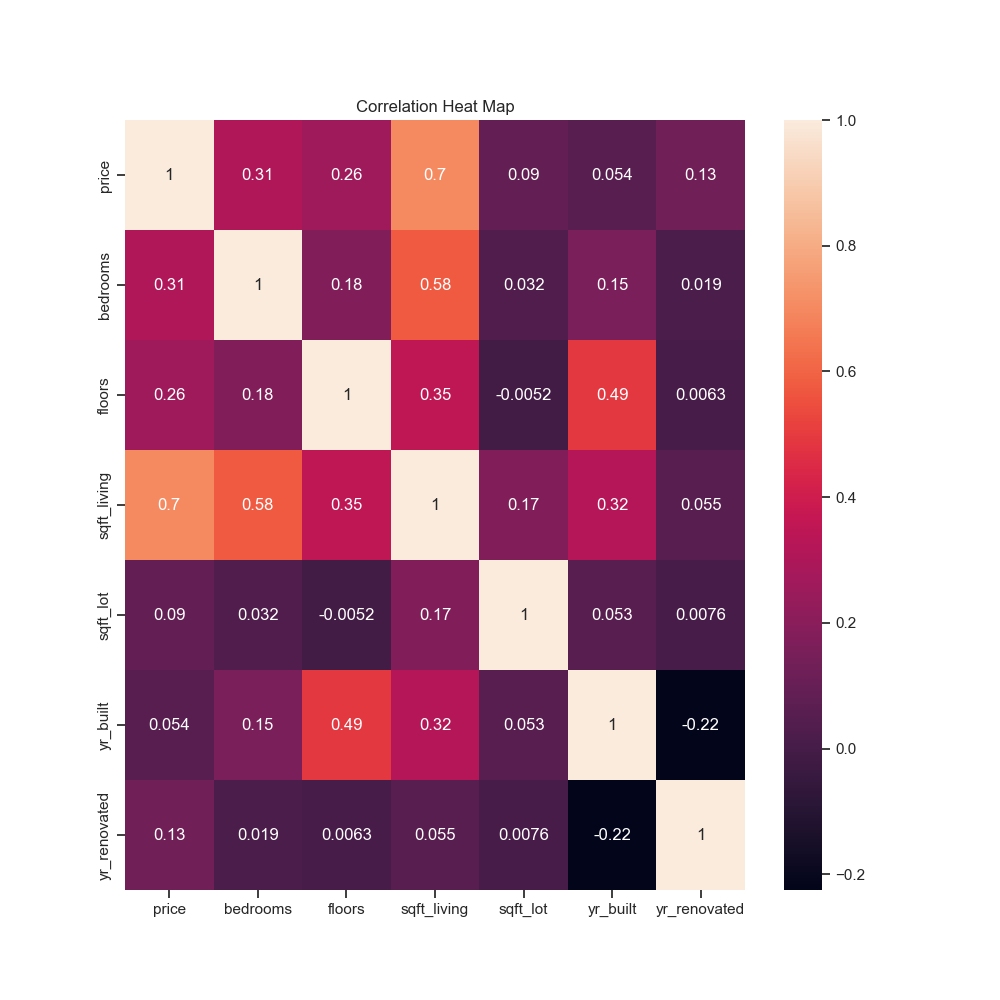 Correlation Heat Map
price 1 0.31 0.26 0.7 0.09 0.054 0.13
bedrooms 0.31 1 0.18 0.58 0.032 0.15 0.019
floors 0.26 0.18 1 0.35 -0.0052 0.49 0.0063
sqft_living 0.7 0.58 0.35 1 0.17 0.32 0.055
sqft_lot 0.09 0.032 -0.0052 0.17 1 0.053 0.0076
yr_built 0.054 0.15 0.49 0.32 0.053 1 -0.22
yr_renovated 0.13 0.019 0.0063 0.055 0.0076 -0.22 1
price bedrooms floors sqft_living sqft_lot yr_built yr_renovated
1.0
0.8
0.6
0.4
0.2
0.0
−0.2